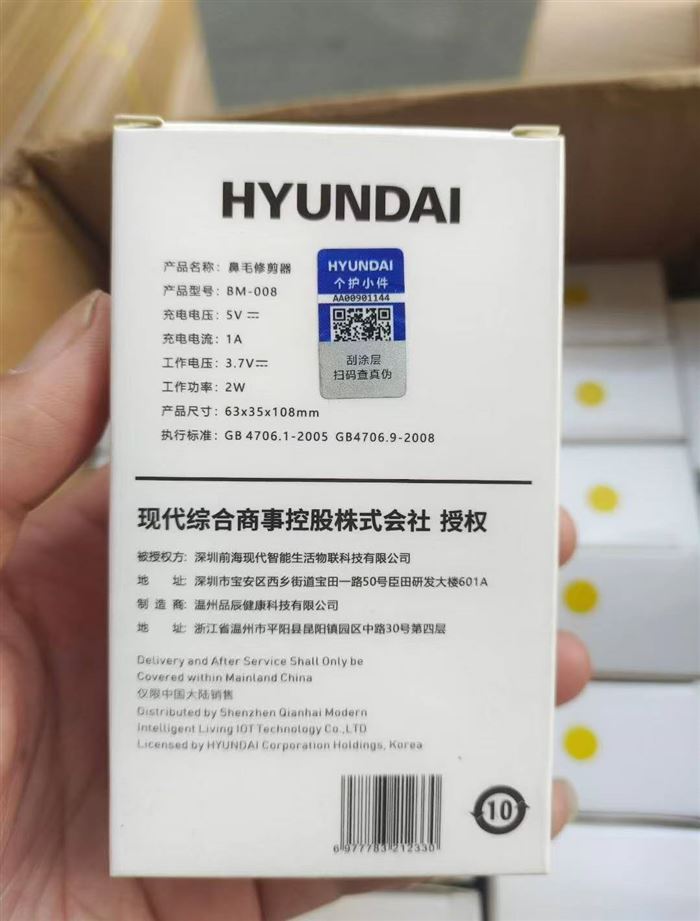 HYUNDAI
产品名称：鼻毛修剪器
产品型号：BM-008
充电电压：5V
充电电流：1A
工作电压：3.7V
工作功率：2W
产品尺寸：63x35x108mm
执行标准：GB 4706.1-2005 GB4706.9-2008
HYUNDAI
个护小件
AA00901144
刮涂层
扫码查真伪
现代综合商事控股株式会社 授权
被授权方：深圳前海现代智能生活物联科技有限公司
地 址：深圳市宝安区西乡街道宝田一路50号臣田研发大楼601A
制 造 商：温州品辰健康科技有限公司
地 址：浙江省温州市平阳县昆阳镇园区中路30号第四层
Delivery and After Service Shall Only be
Covered within Mainland China
仅限中国大陆销售
Distributed by Shenzhen Qianhai Modern
Intelligent Living IOT Technology Co.,LTD
Licensed by HYUNDAI Corporation Holdings, Korea
6 977783 212330
10